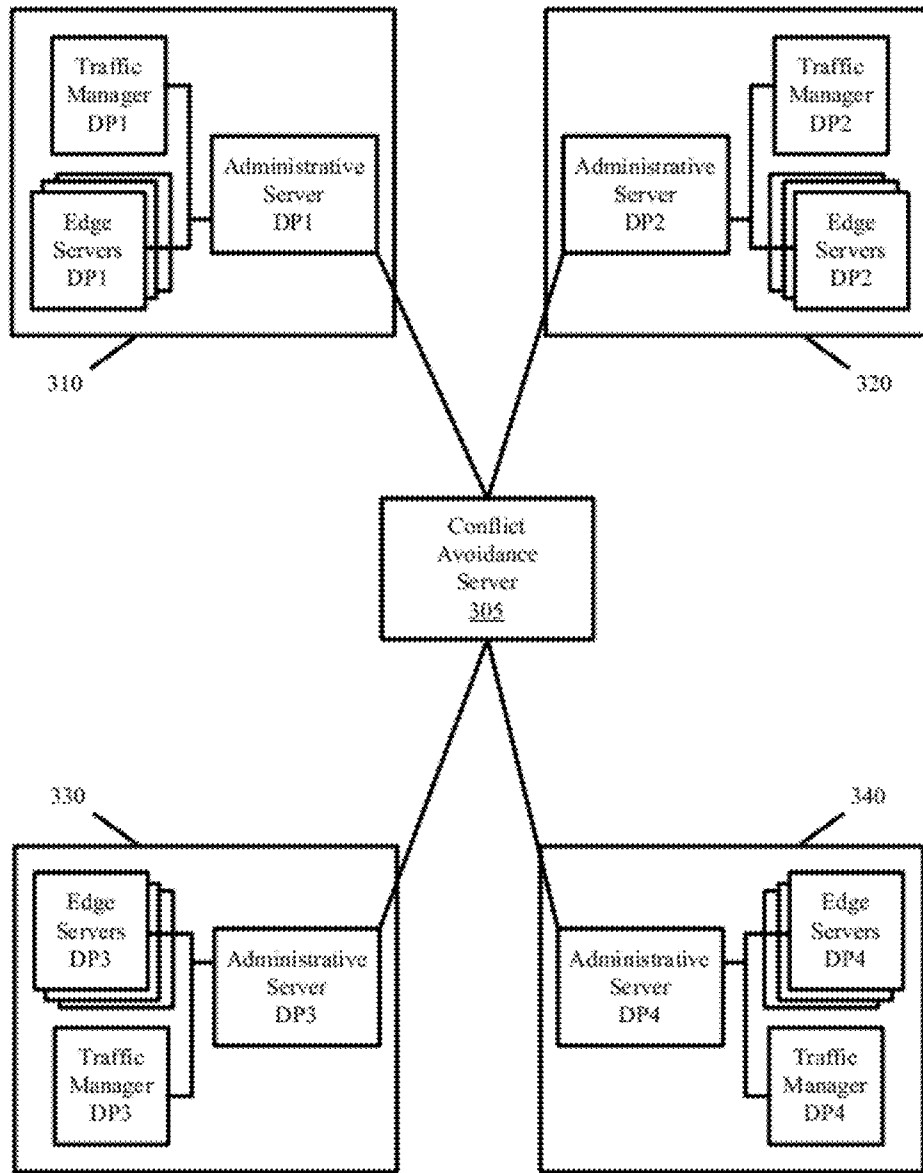 Traffic
Manager
DP1
Administrative
Server
DP1
Edge
Servers
DP1
310
Traffic
Manager
DP2
Administrative
Server
DP2
Edge
Servers
DP2
320
Conflict
Avoidance
Server
305
330
Edge
Servers
DP3
Administrative
Server
DP3
Traffic
Manager
DP3
340
Edge
Servers
DP4
Administrative
Server
DP4
Traffic
Manager
DP4